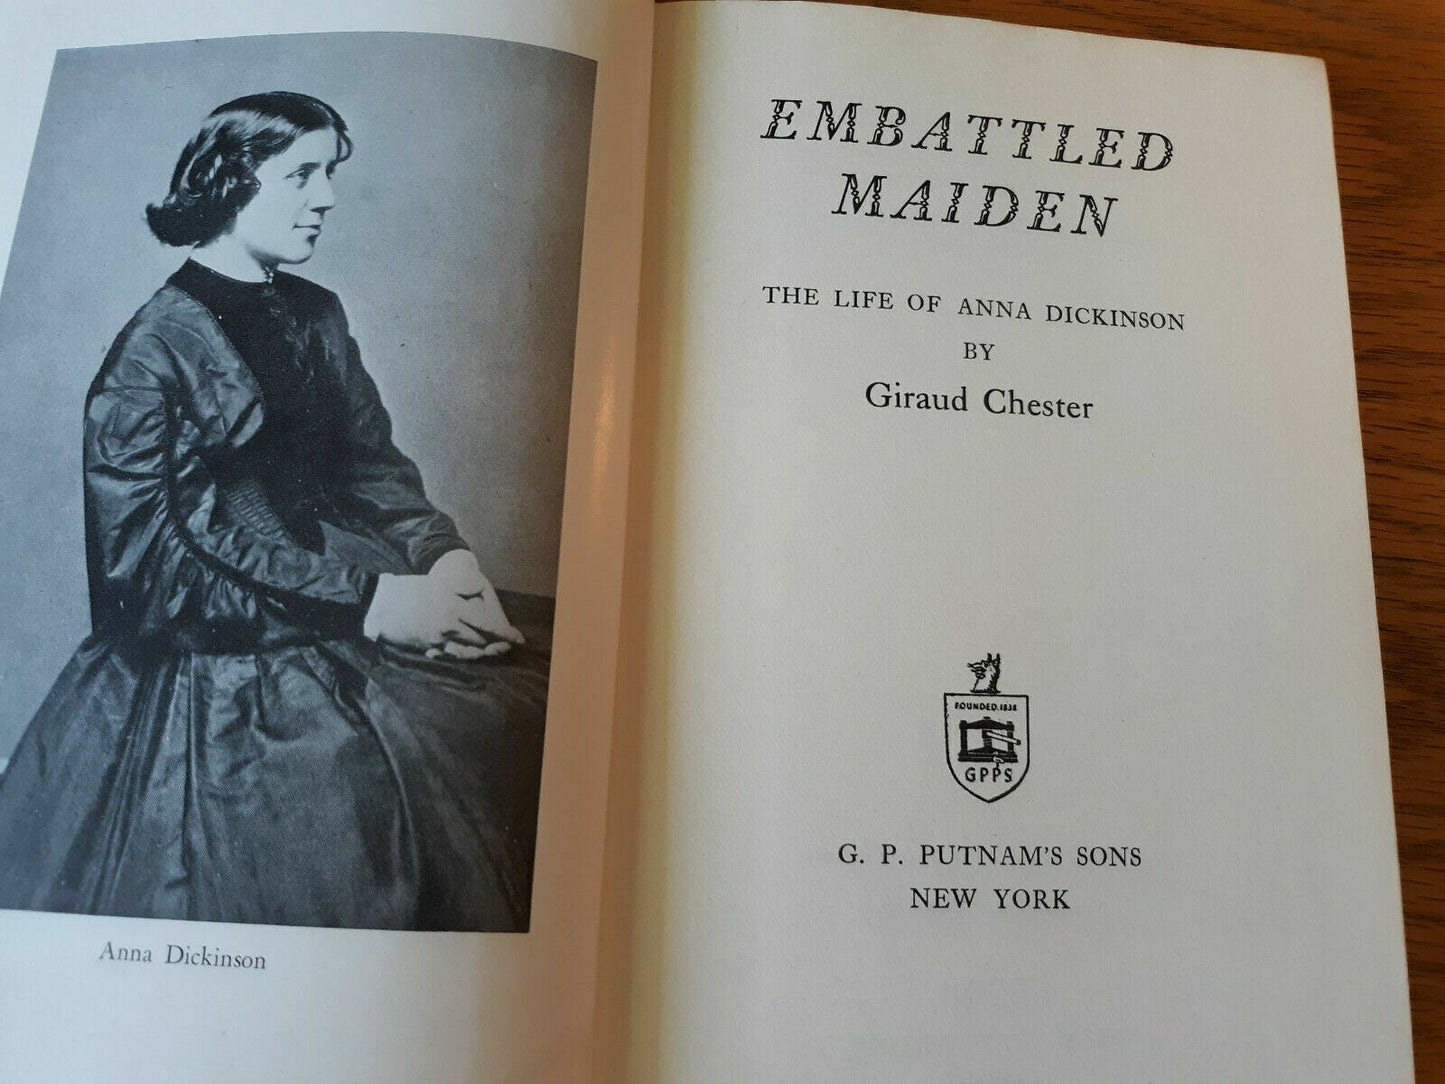 Anna Dickinson
EMBATTLED
MAIDEN
THE LIFE OF ANNA DICKINSON
BY
Giraud Chester
FOUNDED 1838
GPPS
G. P. PUTNAM'S SONS
NEW YORK